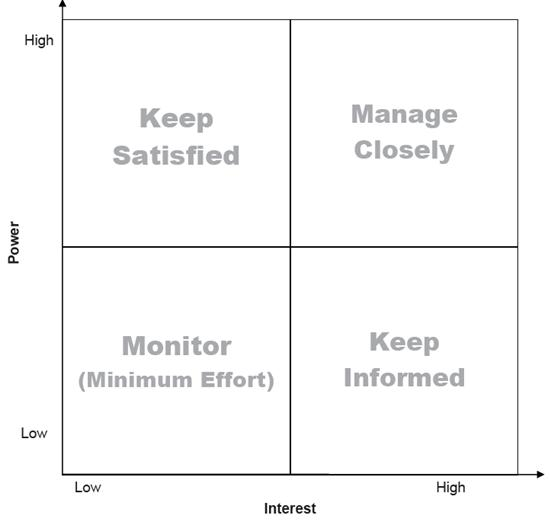 High
Keep
Satisfied
Manage
Closely
Power
Monitor
(Minimum Effort)
Keep
Informed
Low
Low
High
Interest